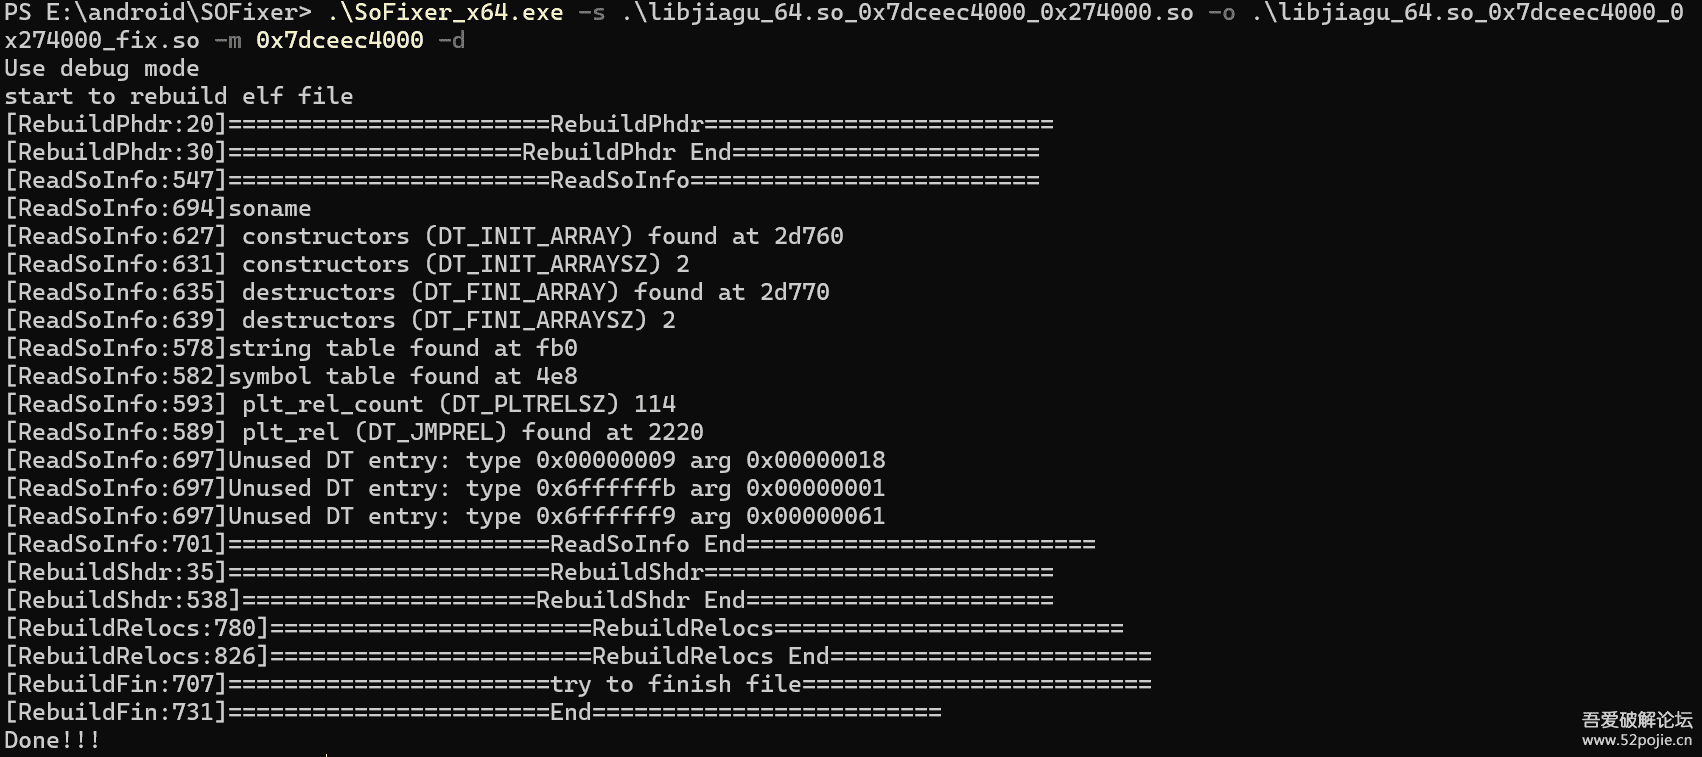 PS E:\android\SOFixer> .\SoFixer_x64.exe -s .\libjiagu_64.so_0x7dceec4000_0x274000.so -o .\libjiagu_64.so_0x7dceec4000_0
x274000_fix.so -m 0x7dceec4000 -d
Use debug mode
start to rebuild elf file
[RebuildPhdr:20]=======================RebuildPhdr=========================
[RebuildPhdr:30]=====================RebuildPhdr End======================
[ReadSoInfo:547]=======================ReadSoInfo=========================
[ReadSoInfo:694]soname
[ReadSoInfo:627] constructors (DT_INIT_ARRAY) found at 2d760
[ReadSoInfo:631] constructors (DT_INIT_ARRAYSZ) 2
[ReadSoInfo:635] destructors (DT_FINI_ARRAY) found at 2d770
[ReadSoInfo:639] destructors (DT_FINI_ARRAYSZ) 2
[ReadSoInfo:578]string table found at fb0
[ReadSoInfo:582]symbol table found at 4e8
[ReadSoInfo:593] plt_rel_count (DT_PLTRELSZ) 114
[ReadSoInfo:589] plt_rel (DT_JMPREL) found at 2220
[ReadSoInfo:697]Unused DT entry: type 0x00000009 arg 0x00000018
[ReadSoInfo:697]Unused DT entry: type 0x6ffffffb arg 0x00000001
[ReadSoInfo:697]Unused DT entry: type 0x6ffffff9 arg 0x00000061
[ReadSoInfo:701]=======================ReadSoInfo End=========================
[RebuildShdr:35]=======================RebuildShdr=========================
[RebuildShdr:538]=====================RebuildShdr End======================
[RebuildRelocs:780]=======================RebuildRelocs=========================
[RebuildRelocs:826]=======================RebuildRelocs End=======================
[RebuildFin:707]=======================try to finish file=========================
[RebuildFin:731]=======================End=========================
Done!!!
吾爱破解论坛
www.52pojie.cn